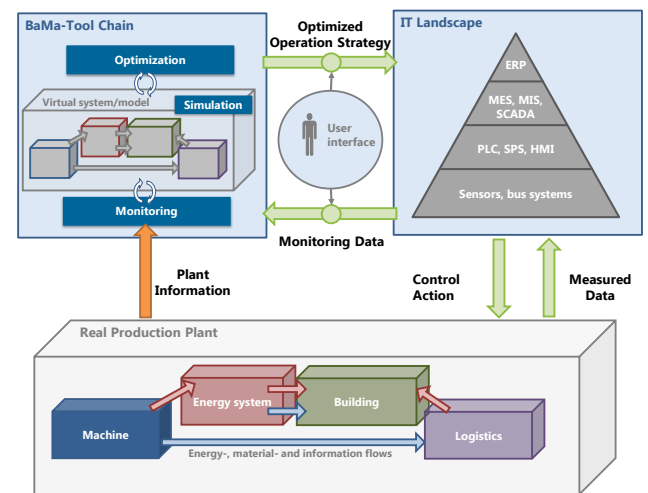 BaMa-Tool Chain
Optimization
Virtual system/model
Simulation
Monitoring
Optimized
Operation Strategy
User
interface
Monitoring Data
IT Landscape
ERP
MES, MIS,
SCADA
PLC, SPS, HMI
Sensors, bus systems
Plant
Information
Control
Action
Measured
Data
Real Production Plant
Energy system
Building
Machine
Logistics
Energy-, material- and information flows